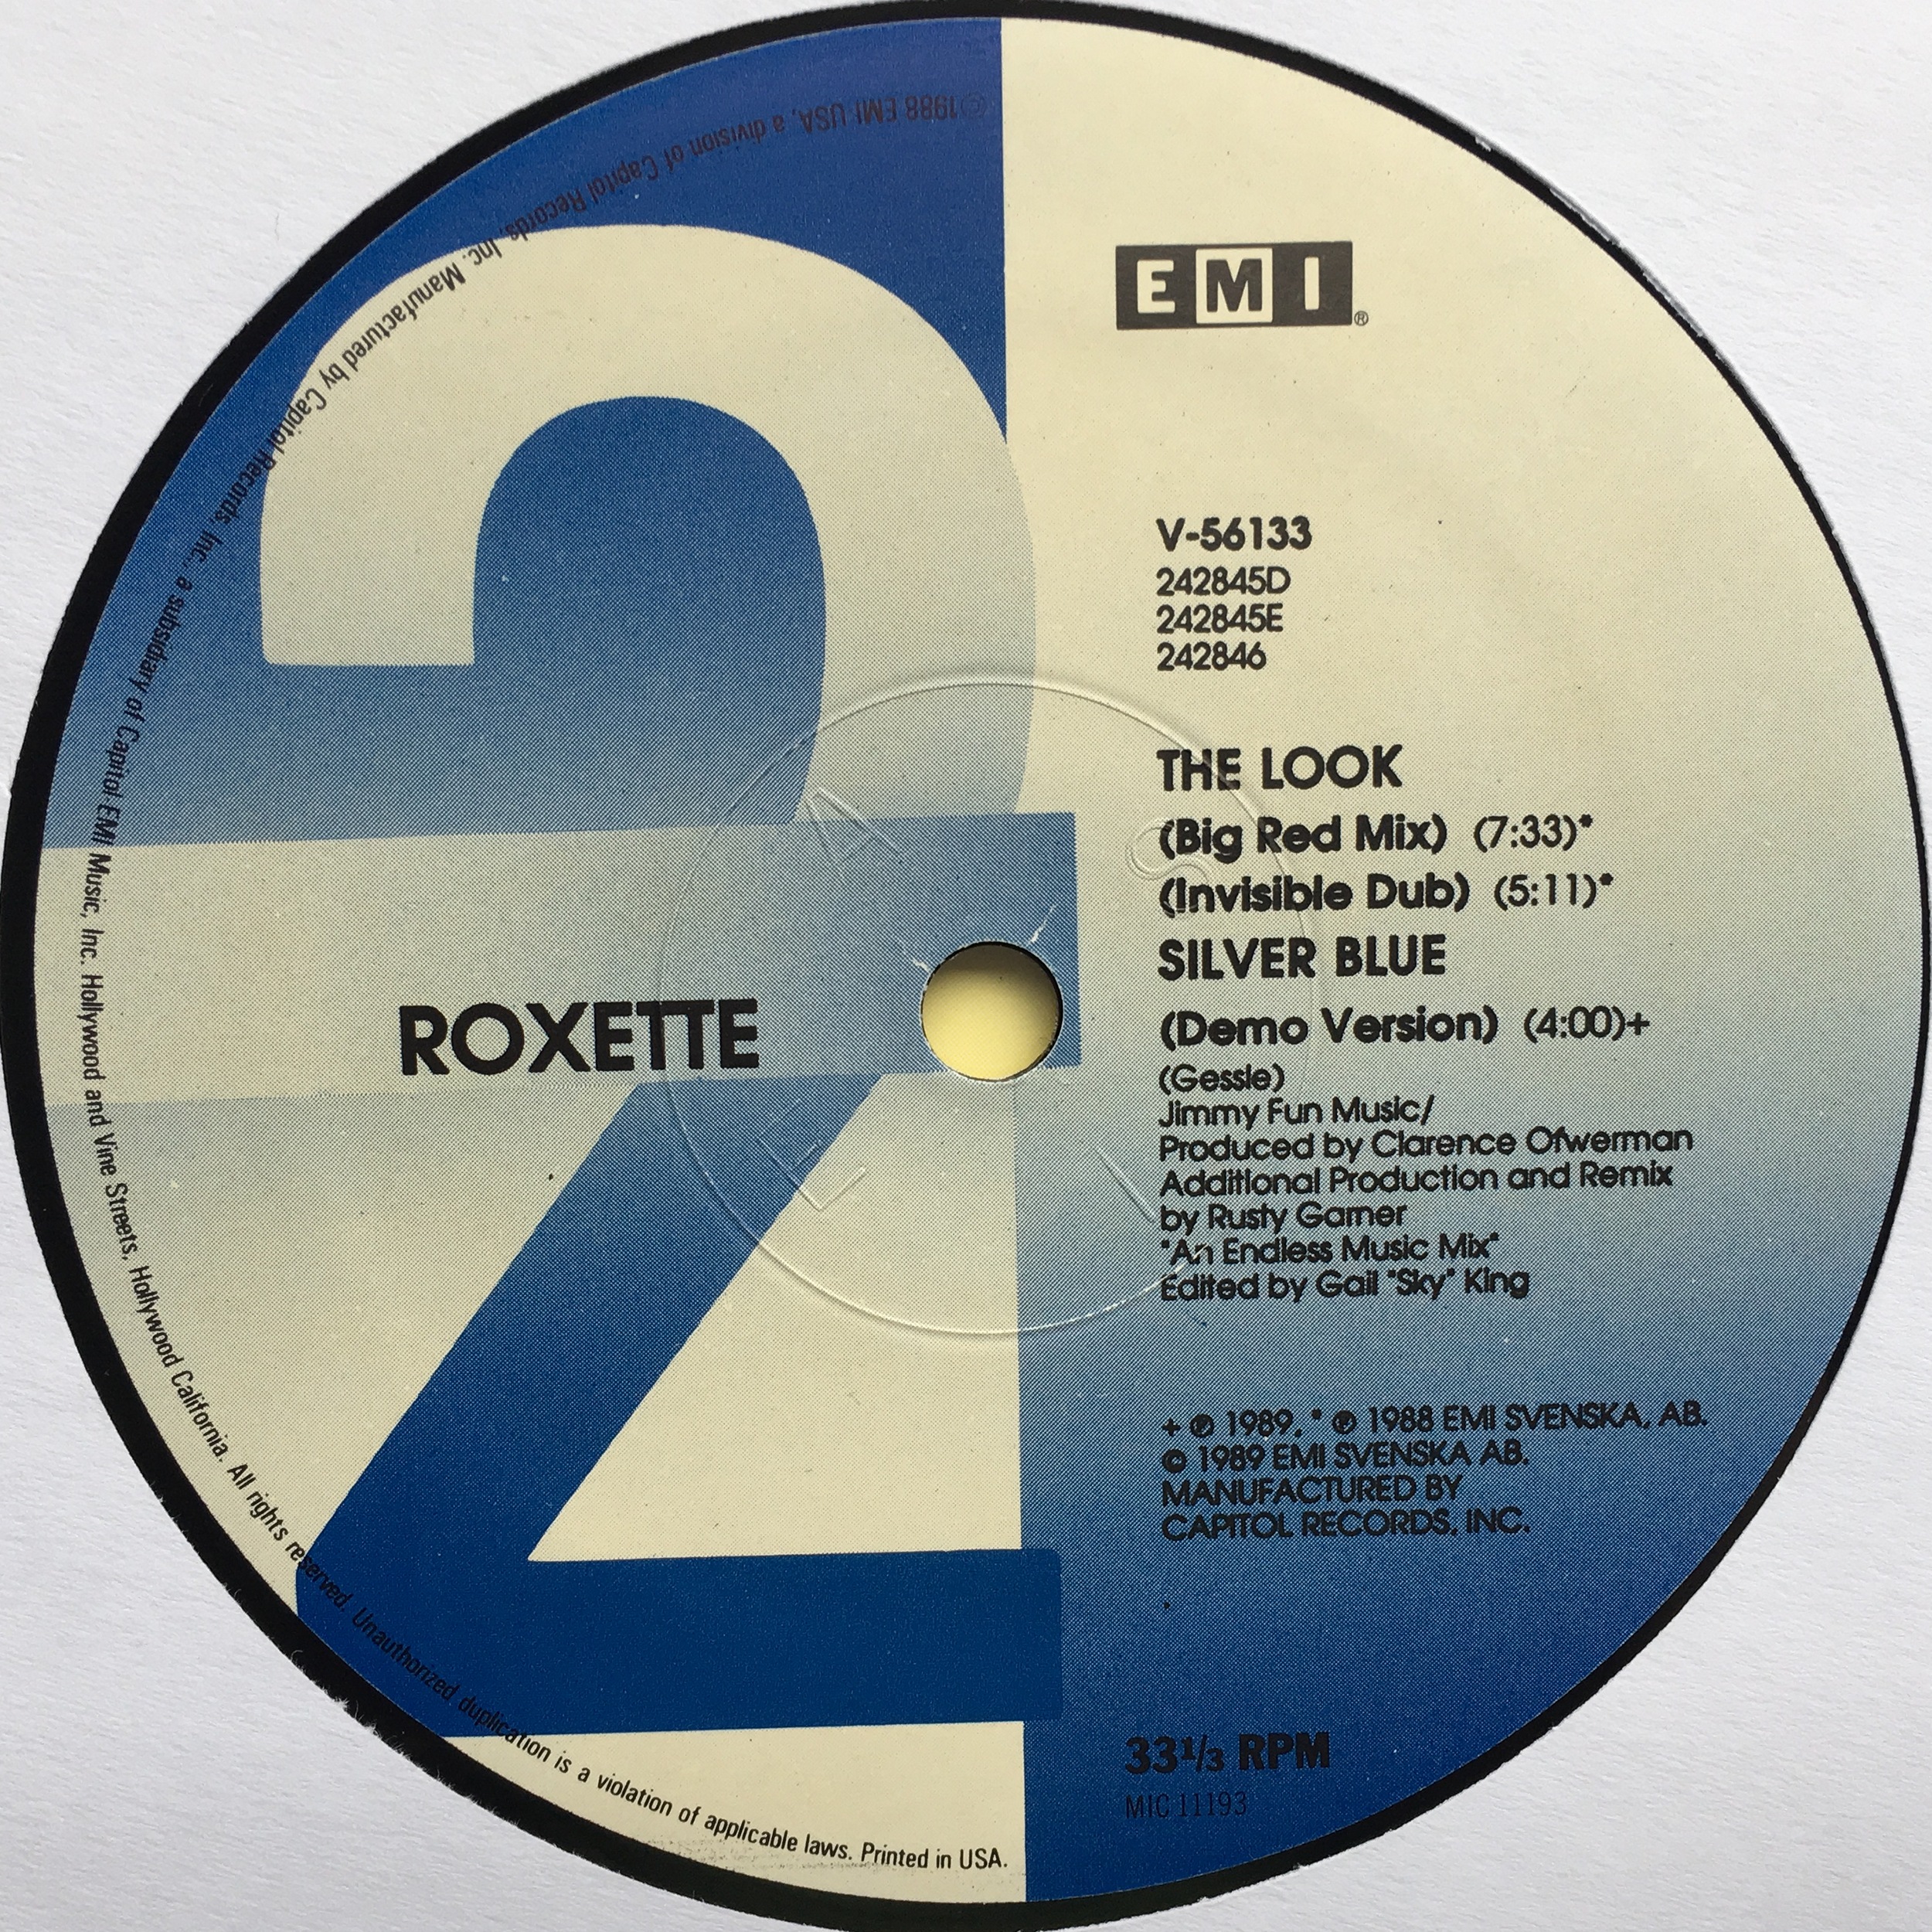 EMI®
V-56133
242845D
242845E
242846
THE LOOK
(Big Red Mix) (7:33)*
(Invisible Dub) (5:11)*
SILVER BLUE
(Demo Version) (4:00)+
(Gessle)
Jimmy Fun Music/
Produced by Clarence Ofwerman
Additional Production and Remix
by Rusty Garner
"An Endless Music Mix"
Edited by Gail "Sky" King
2
ROXETTE
+ ℗ 1989, * ℗ 1988 EMI SVENSKA, AB.
© 1989 EMI SVENSKA AB.
MANUFACTURED BY
CAPITOL RECORDS, INC.
33 1/3 RPM
MIC 11193
©1988 EMI USA, a division of Capitol Records, Inc. Manufactured by Capitol Records, Inc., a subsidiary of Capitol EMI Music, Inc. Hollywood and Vine Streets, Hollywood California. All rights reserved. Unauthorized duplication is a violation of applicable laws. Printed in USA.